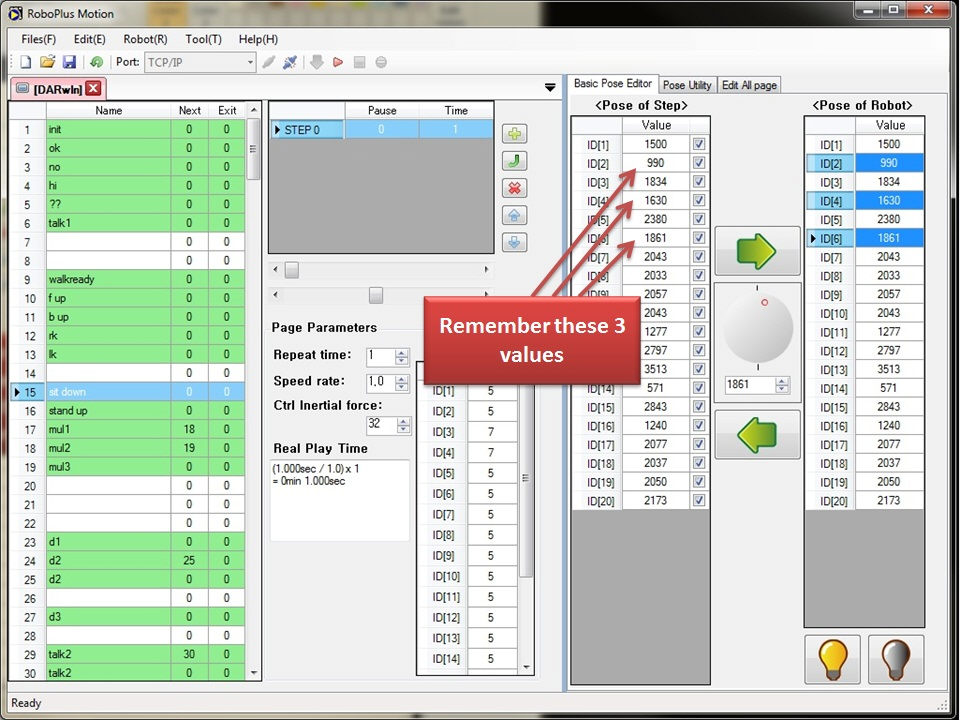 RoboPlus Motion
Files(F) Edit(E) Robot(R) Tool(T) Help(H)
Port: TCP/IP
[DARwIn]
Name Next Exit
1 init 0 0
2 ok 0 0
3 no 0 0
4 hi 0 0
5 ?? 0 0
6 talk1 0 0
7 0 0
8 0 0
9 walkready 0 0
10 f up 0 0
11 b up 0 0
12 rk 0 0
13 lk 0 0
14 0 0
15 sit down 0 0
16 stand up 0 0
17 mul1 18 0
18 mul2 19 0
19 mul3 0 0
20 0 0
21 0 0
22 0 0
23 d1 0 0
24 d2 25 0
25 d2 0 0
26 0 0
27 d3 0 0
28 0 0
29 talk2 30 0
30 talk2 0 0
Pause Time
STEP 0 0 1
Page Parameters
Repeat time: 1
Speed rate: 1,0
Ctrl Inertial force:
32
Real Play Time
(1.000sec / 1.0) x 1
= 0min 1.000sec
ID[1] 5
ID[2] 5
ID[3] 7
ID[4] 7
ID[5] 5
ID[6] 5
ID[7] 5
ID[8] 5
ID[9] 5
ID[10] 5
ID[11] 5
ID[12] 5
ID[13] 5
ID[14] 5
Remember these 3
values
Basic Pose Editor Pose Utility Edit All page
<Pose of Step>
Value
ID[1] 1500
ID[2] 990
ID[3] 1834
ID[4] 1630
ID[5] 2380
ID[6] 1861
ID[7] 2043
ID[8] 2033
ID[9] 2057
2043
1277
2797
3513
ID[14] 571
ID[15] 2843
ID[16] 1240
ID[17] 2077
ID[18] 2037
ID[19] 2050
ID[20] 2173
1861
<Pose of Robot>
Value
ID[1] 1500
ID[2] 990
ID[3] 1834
ID[4] 1630
ID[5] 2380
ID[6] 1861
ID[7] 2043
ID[8] 2033
ID[9] 2057
ID[10] 2043
ID[11] 1277
ID[12] 2797
ID[13] 3513
ID[14] 571
ID[15] 2843
ID[16] 1240
ID[17] 2077
ID[18] 2037
ID[19] 2050
ID[20] 2173
Ready